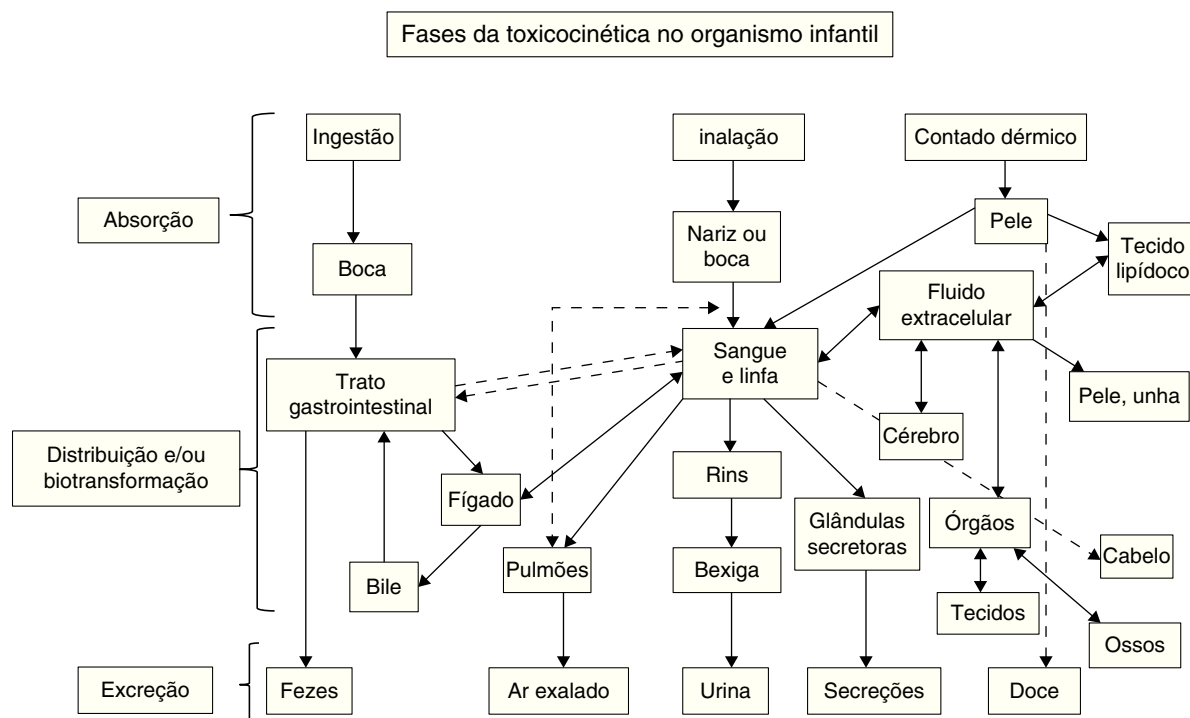 Fases da toxicocinética no organismo infantil
Ingestão
inalação
Contado dérmico
Absorção
Nariz ou
boca
Pele
Tecido
lipídoco
Boca
Fluido
extracelular
Sangue
e linfa
Trato
gastrointestinal
Pele, unha
Cérebro
Distribuição e/ou
biotransformação
Rins
Fígado
Glândulas
secretoras
Órgãos
Cabelo
Pulmões
Bexiga
Bile
Tecidos
Ossos
Excreção
Fezes
Ar exalado
Urina
Secreções
Doce